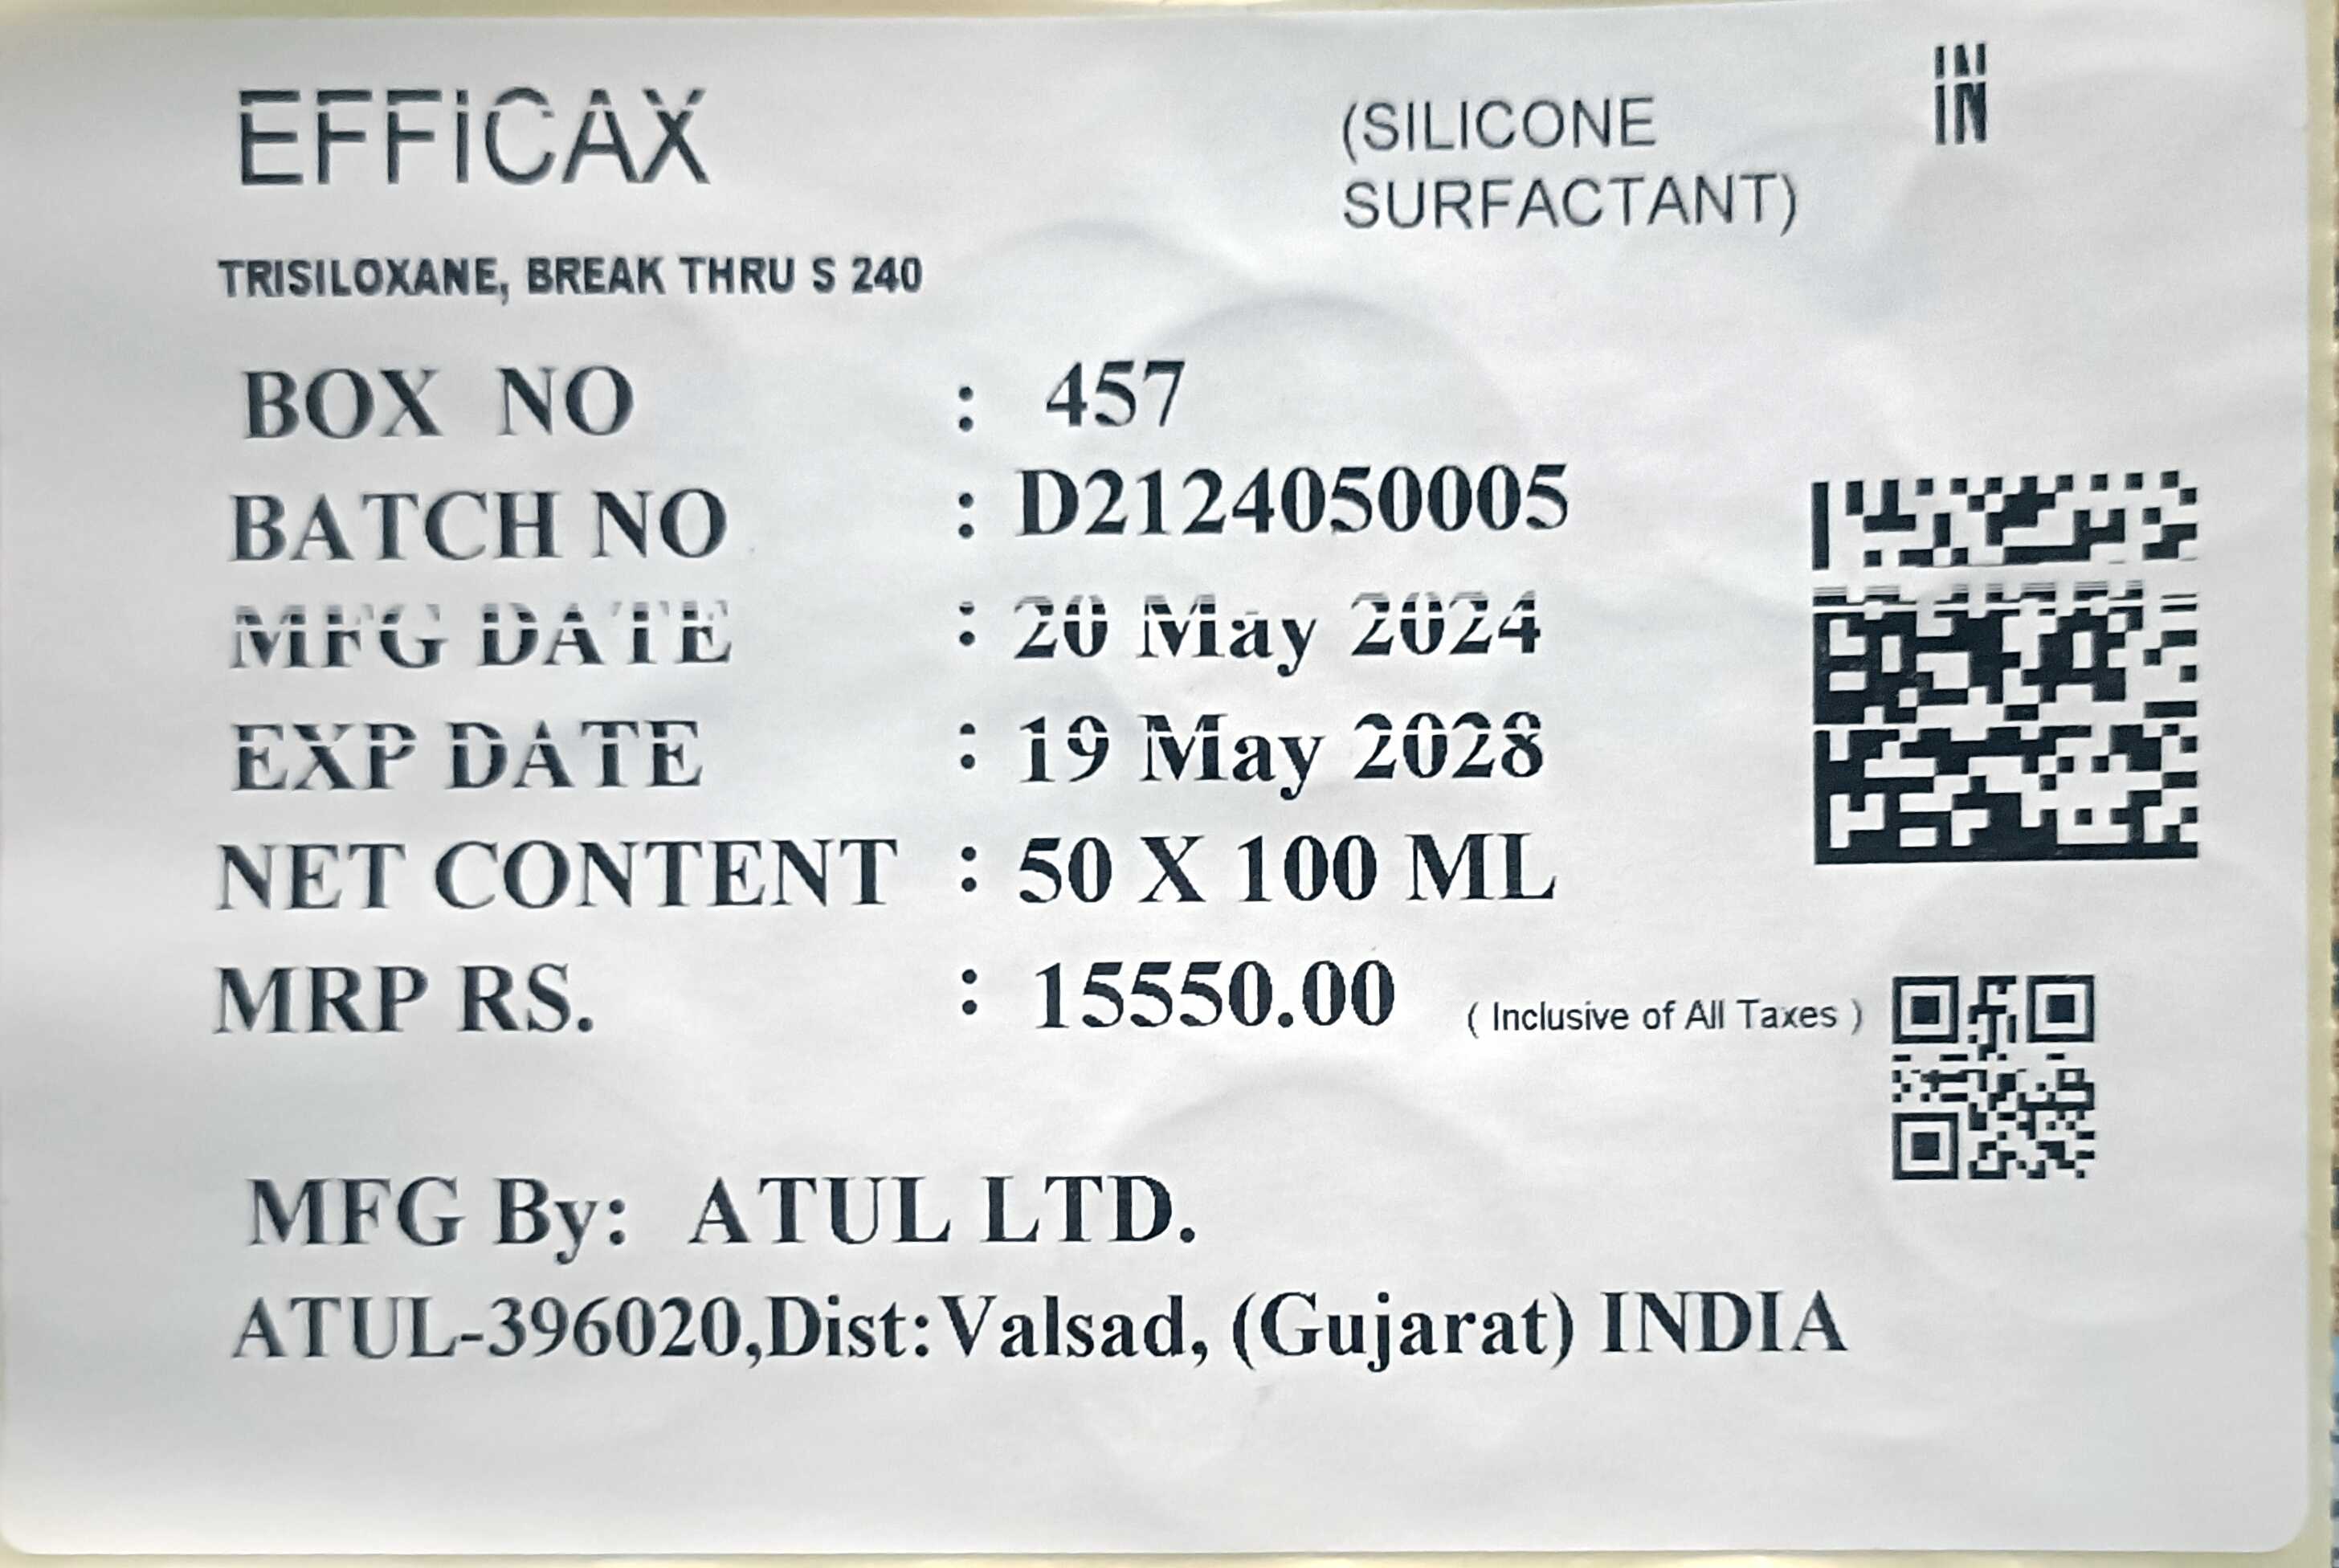 EFFICAX
(SILICONE
SURFACTANT)
IN
TRISILOXANE, BREAK THRU S 240
BOX NO : 457
BATCH NO : D2124050005
MFG DATE : 20 May 2024
EXP DATE : 19 May 2028
NET CONTENT : 50 X 100 ML
MRP RS. : 15550.00 ( Inclusive of All Taxes )
MFG By: ATUL LTD.
ATUL-396020,Dist:Valsad, (Gujarat) INDIA